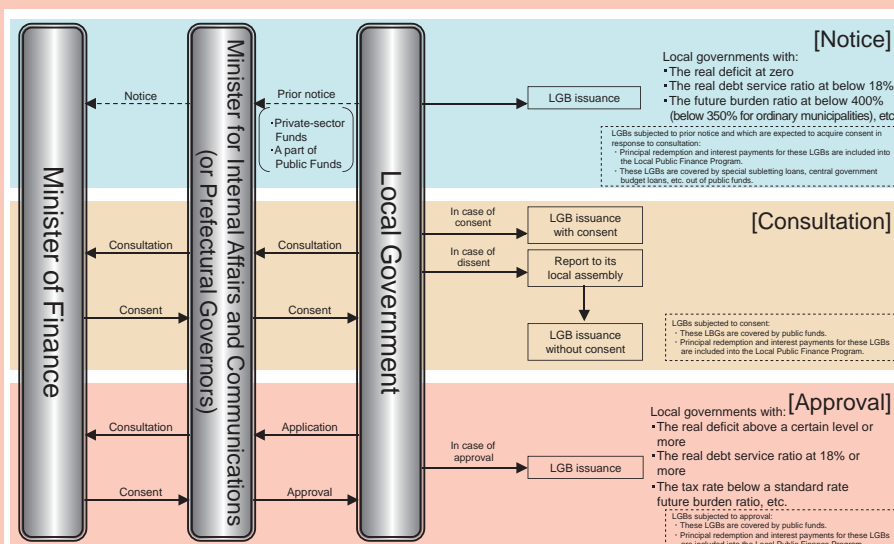 Minister of Finance
Minister for Internal Affairs and Communications
(or Prefectural Governors)
Local Government
[Notice]
Notice
Prior notice
・Private-sector
Funds
・A part of
Public Funds
LGB issuance
Local governments with:
・The real deficit at zero
・The real debt service ratio at below 18%
・The future burden ratio at below 400%
(below 350% for ordinary municipalities), etc
LGBs subjected to prior notice and which are expected to acquire consent in
response to consultation:
・Principal redemption and interest payments for these LGBs are included into
the Local Public Finance Program.
・These LGBs are covered by special subletting loans, central government
budget loans, etc. out of public funds.
[Consultation]
Consultation
Consultation
Consent
Consent
In case of
consent
LGB issuance
with consent
In case of
dissent
Report to its
local assembly
LGB issuance
without consent
LGBs subjected to consent:
・These LBGs are covered by public funds.
・Principal redemption and interest payments for these LGBs
are included into the Local Public Finance Program.
[Approval]
Consultation
Application
Consent
Approval
In case of
approval
LGB issuance
Local governments with:
・The real deficit above a certain level or
more
・The real debt service ratio at 18% or
more
・The tax rate below a standard rate
future burden ratio, etc.
LGBs subjected to approval:
・These LGBs are covered by public funds.
・Principal redemption and interest payments for these LGBs
are included into the Local Public Finance Program.